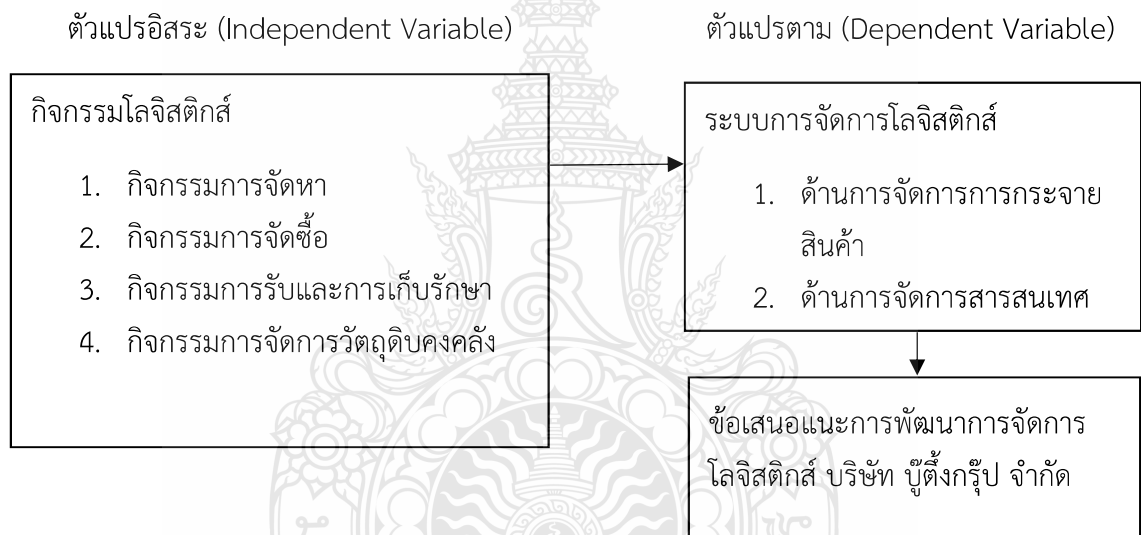 ตัวแปรอิสระ (Independent Variable)
ตัวแปรตาม (Dependent Variable)
กิจกรรมโลจิสติกส์
1. กิจกรรมการจัดหา
2. กิจกรรมการจัดซื้อ
3. กิจกรรมการรับและการเก็บรักษา
4. กิจกรรมการจัดการวัตถุดิบคงคลัง
ระบบการจัดการโลจิสติกส์
1. ด้านการจัดการการกระจาย
สินค้า
2. ด้านการจัดการสารสนเทศ
ข้อเสนอแนะการพัฒนาการจัดการ
โลจิสติกส์ บริษัท บู๊ตึ้งกรุ๊ป จำกัด